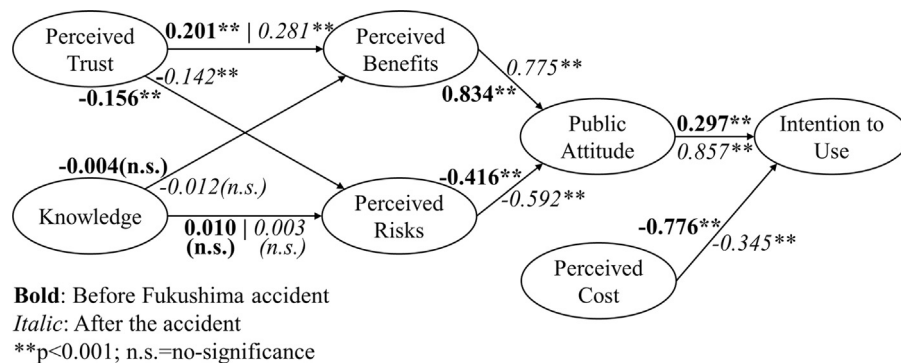 Perceived
Trust
0.201** | 0.281**
Perceived
Benefits
-0.142**
-0.156**
0.775**
0.834**
Public
Attitude
0.297**
0.857**
Intention to
Use
-0.004(n.s.)
-0.012(n.s.)
Knowledge
0.010 | 0.003
(n.s.) (n.s.)
Perceived
Risks
-0.416**
-0.592**
-0.776**
-0.345**
Perceived
Cost
Bold: Before Fukushima accident
Italic: After the accident
**p<0.001; n.s.=no-significance